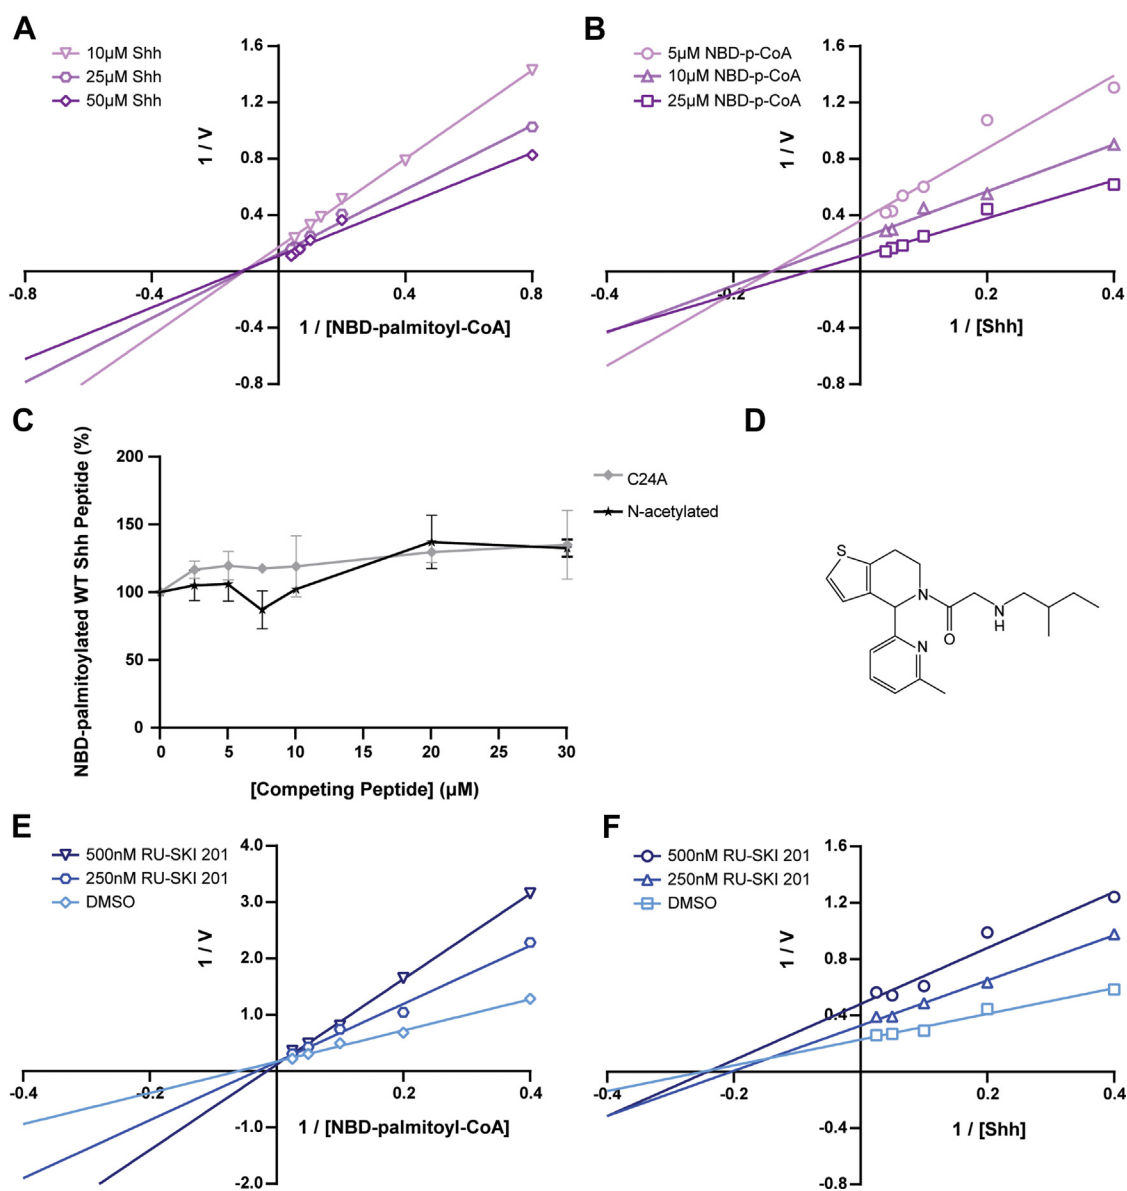 A
10µM Shh
25µM Shh
50µM Shh
1 / V
1.6
1.2
0.8
0.4
-0.8
-0.4
0.4
0.8
-0.4
-0.8
1 / [NBD-palmitoyl-CoA]
B
5µM NBD-p-CoA
10µM NBD-p-CoA
25µM NBD-p-CoA
1 / V
1.6
1.2
0.8
0.4
-0.4
-0.2
0.2
0.4
-0.4
-0.8
1 / [Shh]
C
NBD-palmitoylated WT Shh Peptide (%)
200
150
100
50
0
0
5
10
15
20
25
30
[Competing Peptide] (µM)
C24A
N-acetylated
D
S
N
O
N
H
N
E
500nM RU-SKI 201
250nM RU-SKI 201
DMSO
1 / V
4.0
3.0
2.0
1.0
-0.4
-0.2
0.2
0.4
-1.0
-2.0
1 / [NBD-palmitoyl-CoA]
F
500nM RU-SKI 201
250nM RU-SKI 201
DMSO
1 / V
1.6
1.2
0.8
0.4
-0.4
-0.2
0.2
0.4
-0.4
-0.8
1 / [Shh]